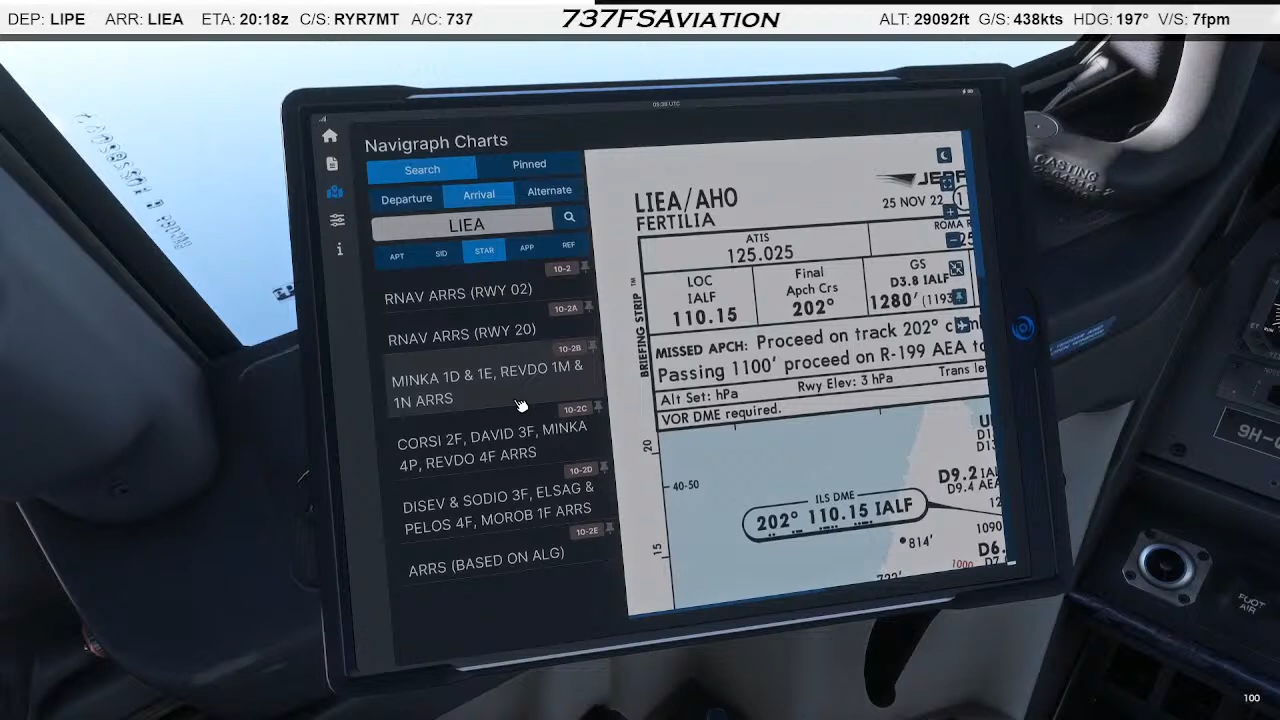 DEP: LIPE ARR: LIEA ETA: 20:18z C/S: RYR7MT A/C: 737
737FSAviation
ALT: 29092ft G/S: 438kts HDG: 197° V/S: 7fpm
Navigraph Charts
Search Pinned
Departure Arrival Alternate
LIEA
APT SID STAR APP REF
10-2
RNAV ARRS (RWY 02)
10-2A
RNAV ARRS (RWY 20)
10-2B
MINKA 1D & 1E, REVDO 1M &
1N ARRS
10-2C
CORSI 2F, DAVID 3F, MINKA
4P, REVDO 4F ARRS
10-2D
DISEV & SODIO 3F, ELSAG &
PELOS 4F, MOROB 1F ARRS
10-2E
ARRS (BASED ON ALG)
LIEA/AHO
FERTILIA
25 NOV 22
ATIS
125.025
LOC
IALF
110.15
Final
Apch Crs
202°
GS
D3.8 IALF
1280'
BRIEFING STRIP ™
MISSED APCH: Proceed on track 202°
Passing 1100' proceed on R-199 AEA
Alt Set: hPa Rwy Elev: 3 hPa
VOR DME required.
20
40-50
ILS DME
202° 110.15 IALF
D9.2
D9.4
1090
814'
15
CASTING
FOOT
AIR
100